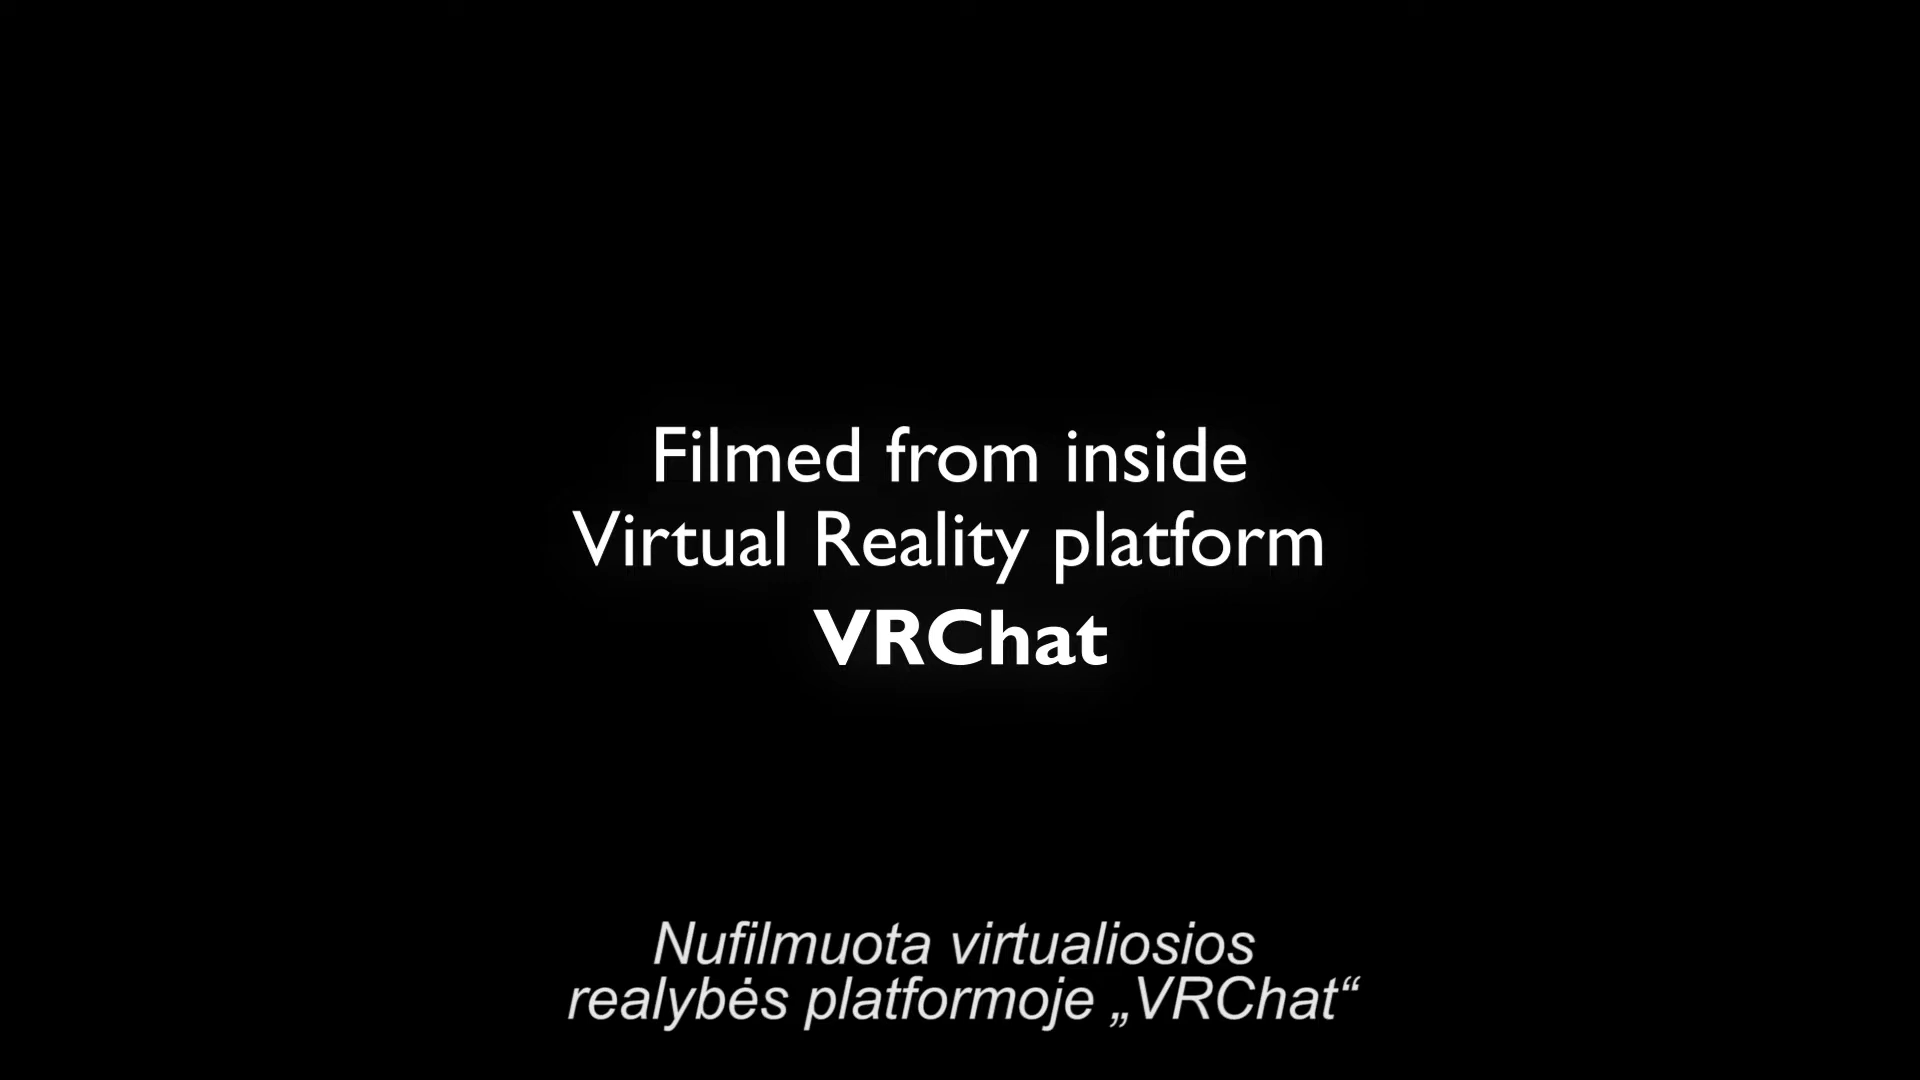 Filmed from inside
Virtual Reality platform
VRChat
Nufilmuota virtualiosios
realybės platformoje „VRChat“